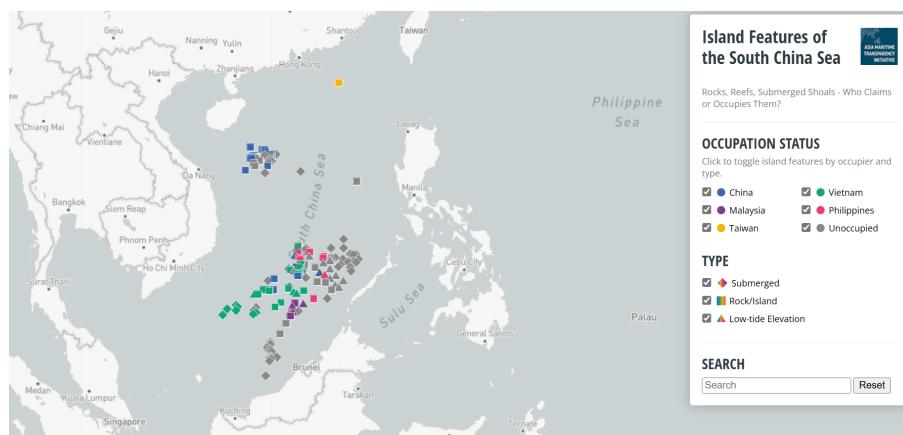 Gejiu
Nanning
Yulin
Shantou
Taiwan
Hanoi
Zhanjiang
Hong Kong
Chiang Mai
Vientiane
Laoag
Philippine
Sea
Da Nang
South China Sea
Bangkok
Siem Reap
Manila
Phnom Penh
Ho Chi Minh City
Cebu City
Surat Thani
Sulu Sea
General Santos
Palau
Brunei
Medan
Kuala Lumpur
Tarakan
Kuching
Singapore
Ternate
Island Features of
the South China Sea
ASIA MARITIME
TRANSPARENCY
INITIATIVE
Rocks, Reefs, Submerged Shoals - Who Claims
or Occupies Them?
OCCUPATION STATUS
Click to toggle island features by occupier and
type.
China
Vietnam
Malaysia
Philippines
Taiwan
Unoccupied
TYPE
Submerged
Rock/Island
Low-tide Elevation
SEARCH
Search
Reset